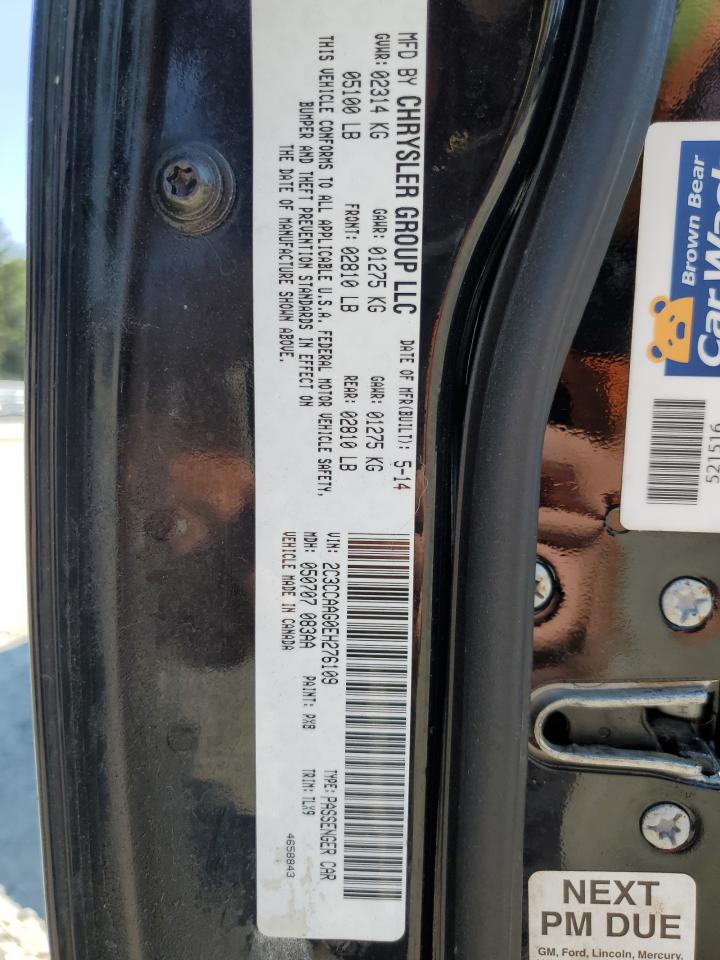 MFD BY CHRYSLER GROUP LLC DATE OF MFR(BUILT): 5-14
GVWR: 02314 KG GAWR: 01275 KG GAWR: 01275 KG
05100 LB FRONT: 02810 LB REAR: 02810 LB
THIS VEHICLE CONFORMS TO ALL APPLICABLE U.S.A. FEDERAL MOTOR VEHICLE SAFETY,
BUMPER AND THEFT PREVENTION STANDARDS IN EFFECT ON
THE DATE OF MANUFACTURE SHOWN ABOVE.
VIN: 2C3CCAAG0EH276109 TYPE: PASSENGER CAR
MDH: 050707 083AA PAINT: PX8 TRIM: 1LX9
VEHICLE MADE IN CANADA 4658843
Brown Bear
Car Wash
521516
NEXT
PM DUE
GM, Ford, Lincoln, Mercury,